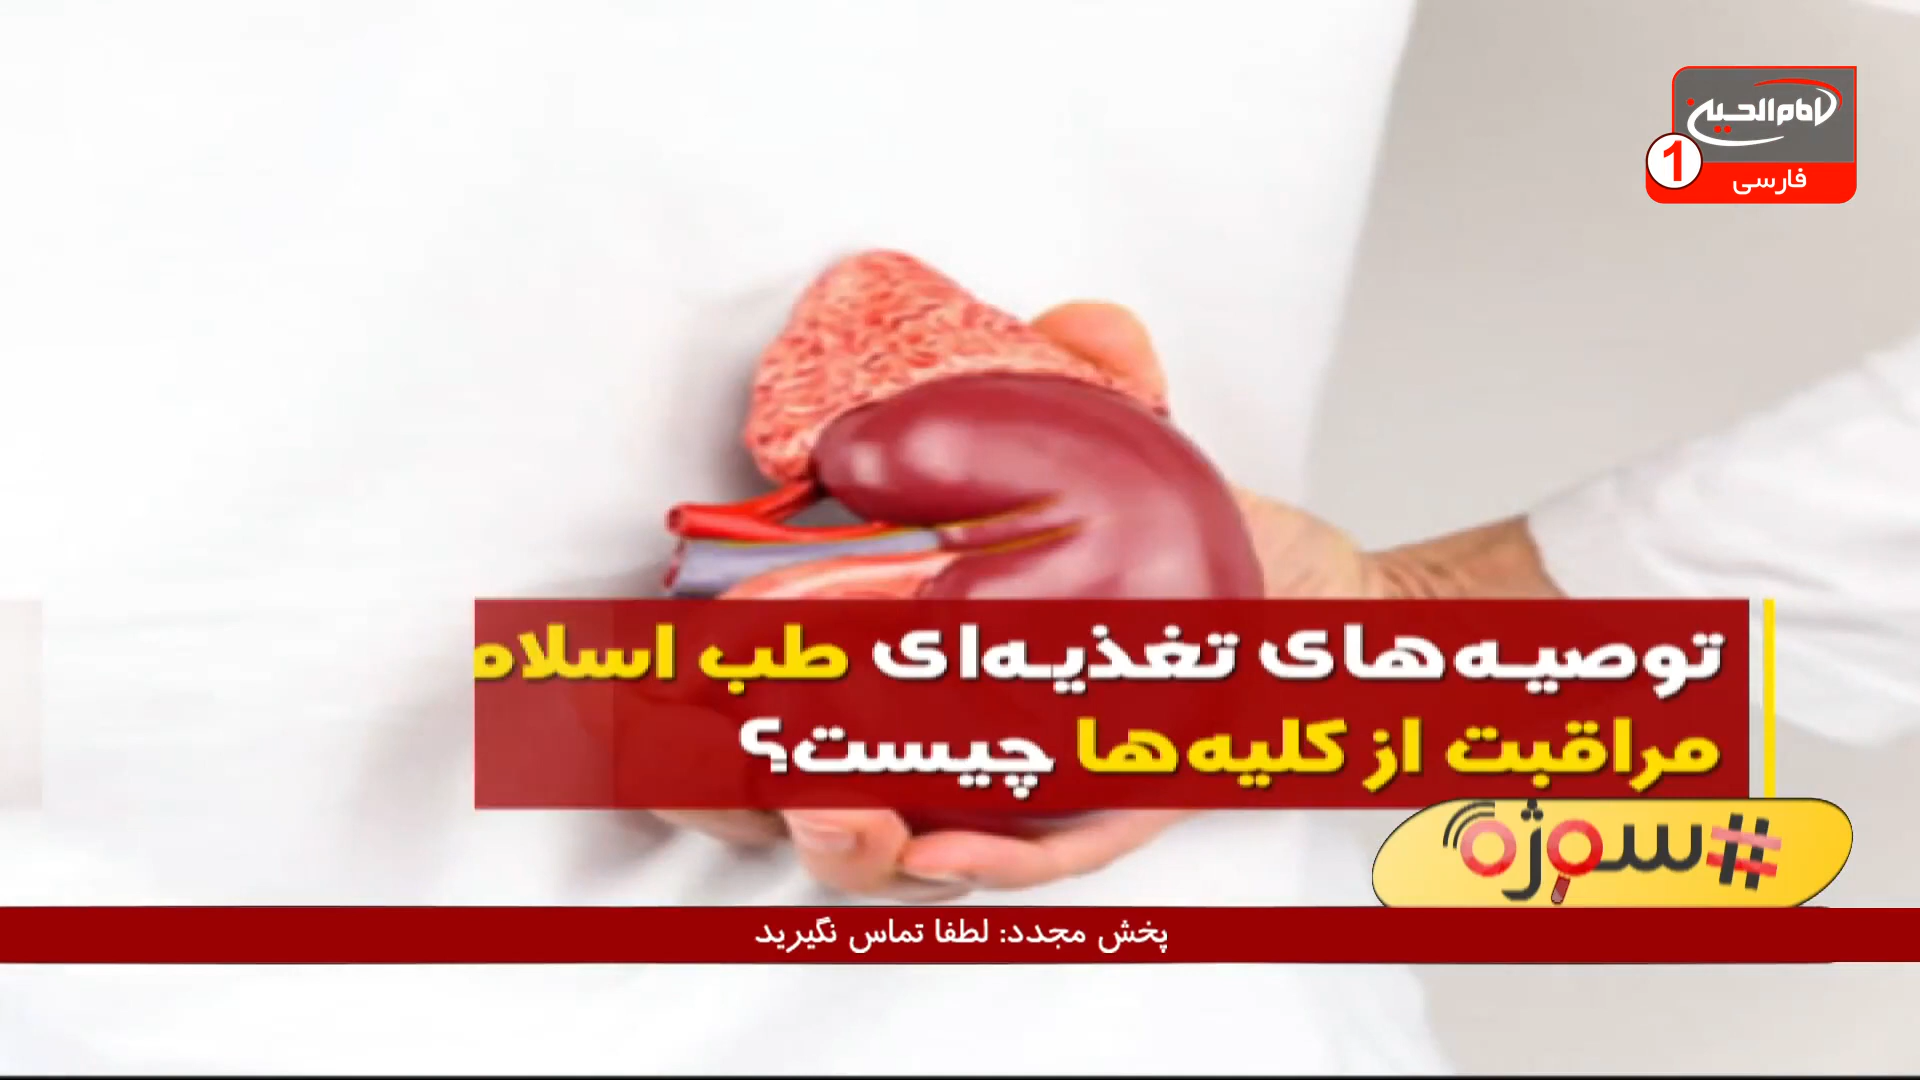 امام الحسین
1
فارسی
توصیه‌های تغذیه‌ای طب اسلام
مراقبت از کلیه‌ها چیست؟
#سوژه
پخش مجدد: لطفا تماس نگیرید